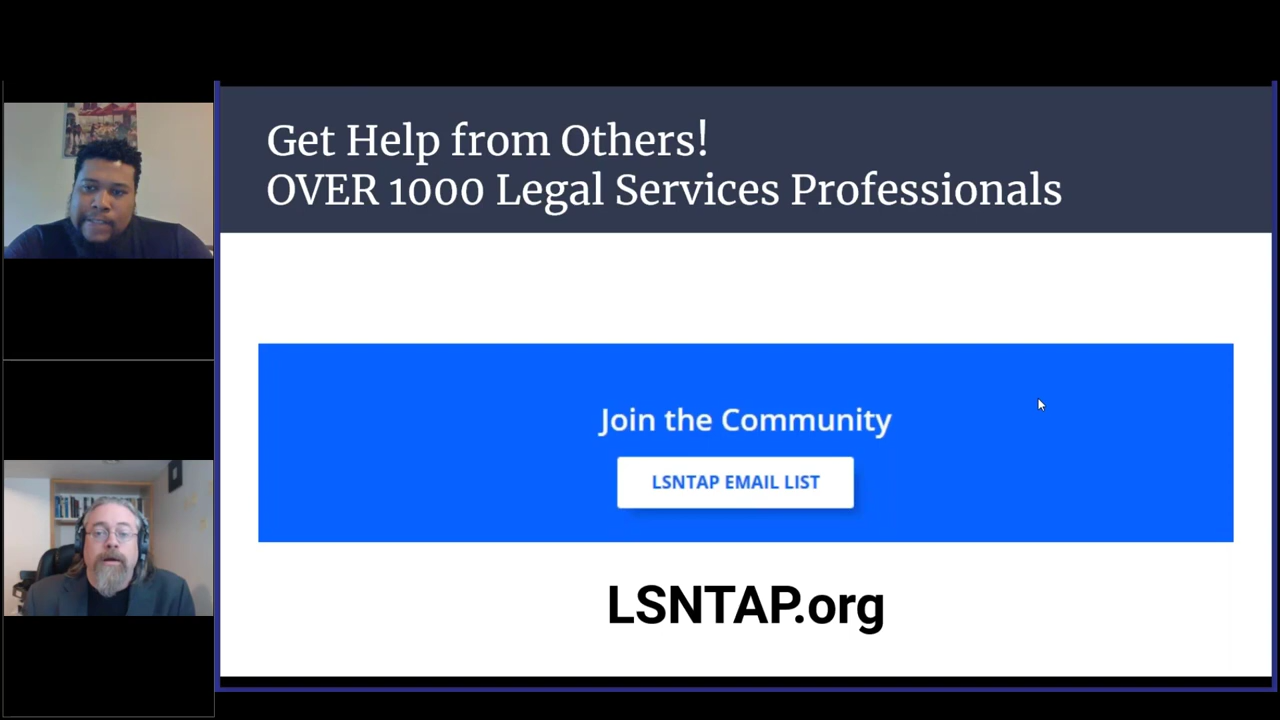 Get Help from Others!
OVER 1000 Legal Services Professionals
Join the Community
LSNTAP EMAIL LIST
LSNTAP.org